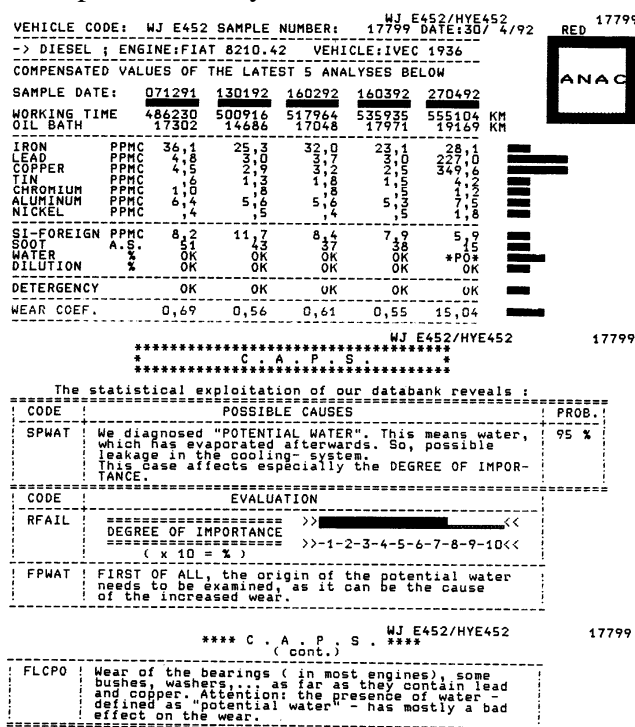 WJ E452/HYE452 17799
VEHICLE CODE: WJ E452 SAMPLE NUMBER: 17799 DATE:30/ 4/92 RED
-> DIESEL ; ENGINE:FIAT 8210.42 VEHICLE:IVEC 1936
COMPENSATED VALUES OF THE LATEST 5 ANALYSES BELOW
ANAC
SAMPLE DATE: 071291 130192 160292 160392 270492
WORKING TIME 486230 500916 517964 535935 555104 KM
OIL BATH 17302 14686 17048 17971 19169 KM
IRON PPMC 36,1 25,3 32,0 23,1 28,1
LEAD PPMC 4,8 3,0 3,7 3,0 227,0
COPPER PPMC 4,5 2,9 3,2 2,5 349,6
TIN PPMC ,6 1,3 1,8 1,5 4,2
CHROMIUM PPMC 1,0 ,8 ,8 ,5 1,2
ALUMINUM PPMC 6,4 5,6 5,6 5,3 7,5
NICKEL PPMC ,4 ,5 ,4 ,5 1,8
SI-FOREIGN PPMC 8,2 11,7 8,4 7,9 5,9
SOOT A.S. 51 43 37 38 15
WATER % OK OK OK OK *PO*
DILUTION % OK OK OK OK OK
DETERGENCY OK OK OK OK OK
WEAR COEF. 0,69 0,56 0,61 0,55 15,04
WJ E452/HYE452 17799
***********************************
* C . A . P . S . *
***********************************
The statistical exploitation of our databank reveals :
CODE POSSIBLE CAUSES PROB.
SPWAT We diagnosed "POTENTIAL WATER". This means water, 95 %
which has evaporated afterwards. So, possible
leakage in the cooling- system.
This case affects especially the DEGREE OF IMPOR-
TANCE.
CODE EVALUATION
RFAIL >> <<
DEGREE OF IMPORTANCE
>>-1-2-3-4-5-6-7-8-9-10<<
( x 10 = % )
FPWAT FIRST OF ALL, the origin of the potential water
needs to be examined, as it can be the cause
of the increased wear.
WJ E452/HYE452 17799
**** C . A . P . S . ****
( cont.)
FLCPO Wear of the bearings ( in most engines), some
bushes, washers,... as far as they contain lead
and copper. Attention: the presence of water -
defined as "potential water" - has mostly a bad
effect on the wear.